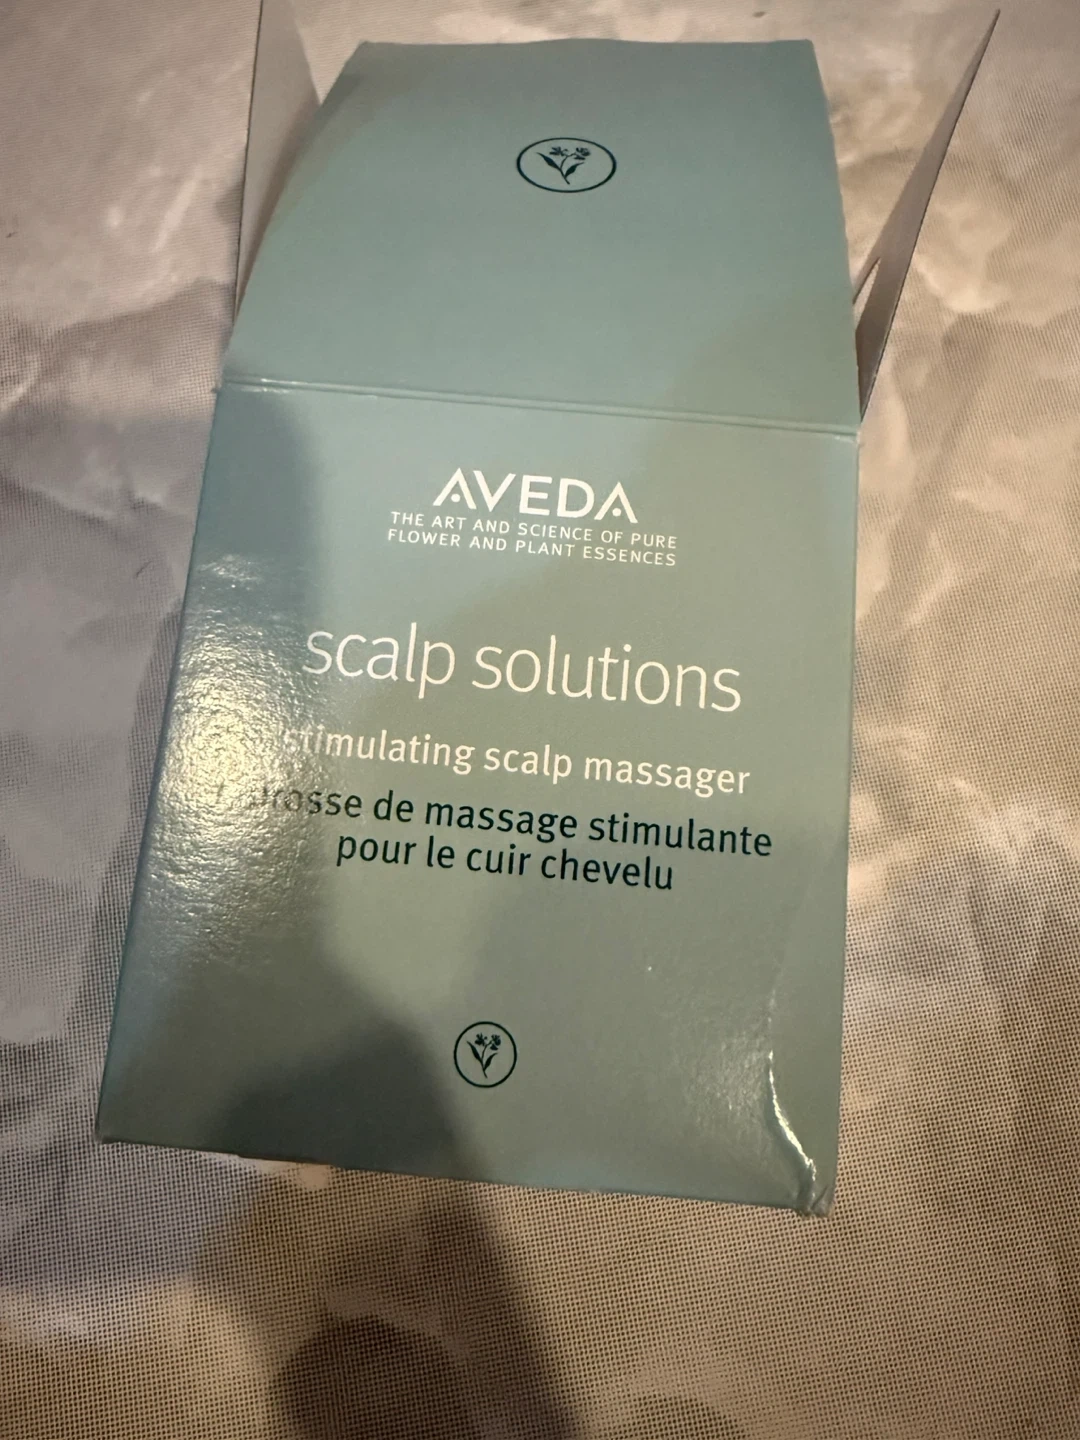 AVEDA
THE ART AND SCIENCE OF PURE
FLOWER AND PLANT ESSENCES
scalp solutions
stimulating scalp massager
brosse de massage stimulante
pour le cuir chevelu